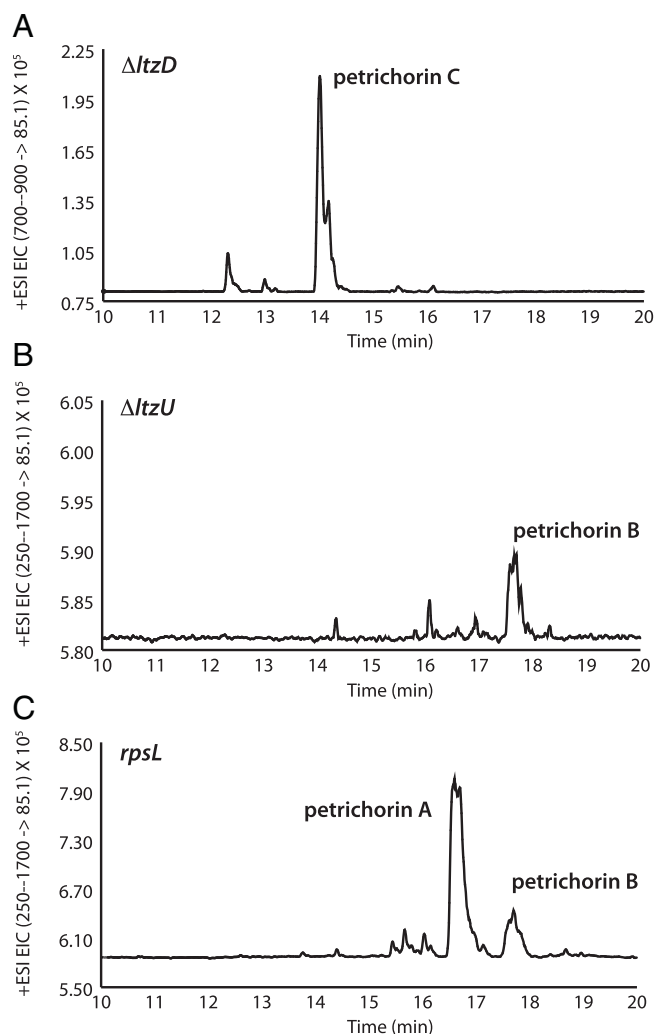 A
+ESI EIC (700--900 -> 85.1) X 10⁵
ΔltzD
petrichorin C
2.25
1.95
1.65
1.35
1.05
0.75
10 11 12 13 14 15 16 17 18 19 20
Time (min)
B
+ESI EIC (250--1700 -> 85.1) X 10⁵
ΔltzU
petrichorin B
6.05
6.00
5.95
5.90
5.85
5.80
10 11 12 13 14 15 16 17 18 19 20
Time (min)
C
+ESI EIC (250--1700 -> 85.1) X 10⁵
rpsL
petrichorin A
petrichorin B
8.50
7.90
7.30
6.70
6.10
5.50
10 11 12 13 14 15 16 17 18 19 20
Time (min)